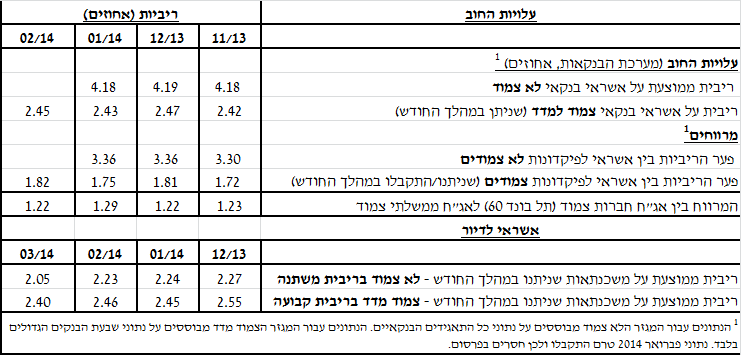 עלויות החוב ריביות (אחוזים)
11/13 12/13 01/14 02/14
עלויות החוב (מערכת הבנקאות, אחוזים) 1
ריבית ממוצעת על אשראי בנקאי לא צמוד 4.18 4.19 4.18
ריבית על אשראי בנקאי צמוד למדד (שניתן במהלך החודש) 2.42 2.47 2.43 2.45
מרווחים1
פער הריביות בין אשראי לפיקדונות לא צמודים 3.30 3.36 3.36
פער הריביות בין אשראי לפיקדונות צמודים (שניתנו/התקבלו במהלך החודש) 1.72 1.81 1.75 1.82
המרווח בין אג״ח חברות צמוד (תל בונד 60) לאג״ח ממשלתי צמוד 1.23 1.22 1.29 1.22
אשראי לדיור 12/13 01/14 02/14 03/14
ריבית ממוצעת על משכנתאות שניתנו במהלך החודש - לא צמוד בריבית משתנה 2.27 2.24 2.23 2.05
ריבית ממוצעת על משכנתאות שניתנו במהלך החודש - צמוד מדד בריבית קבועה 2.55 2.45 2.46 2.40
1 הנתונים עבור המגזר הלא צמוד מבוססים על נתוני כל התאגידים הבנקאיים. הנתונים עבור המגזר הצמוד מדד מבוססים על נתוני שבעת הבנקים הגדולים
בלבד. נתוני פברואר 2014 טרם התקבלו ולכן חסרים בפרסום.